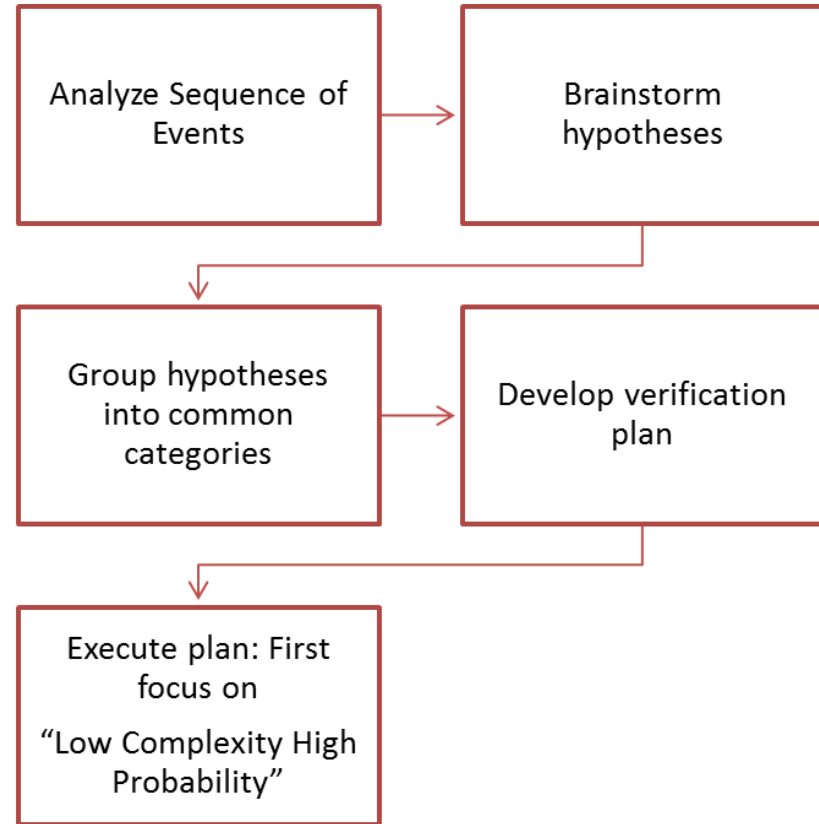 Analyze Sequence of
Events
Brainstorm
hypotheses
Group hypotheses
into common
categories
Develop verification
plan
Execute plan: First
focus on
“Low Complexity High
Probability”